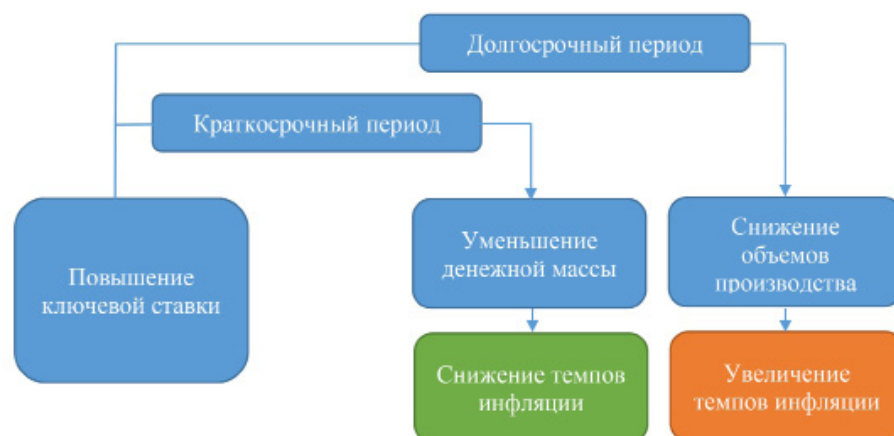 Долгосрочный период
Краткосрочный период
Повышение
ключевой ставки
Уменьшение
денежной массы
Снижение
объемов
производства
Снижение темпов
инфляции
Увеличение
темпов инфляции